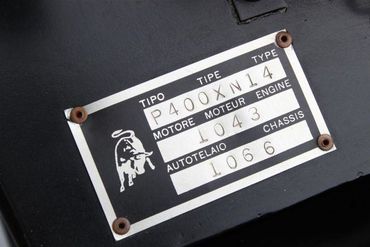 TIPO TIPE TYPE
P400XN14
MOTORE MOTEUR ENGINE
1043
AUTOTELAIO CHASSIS
1066